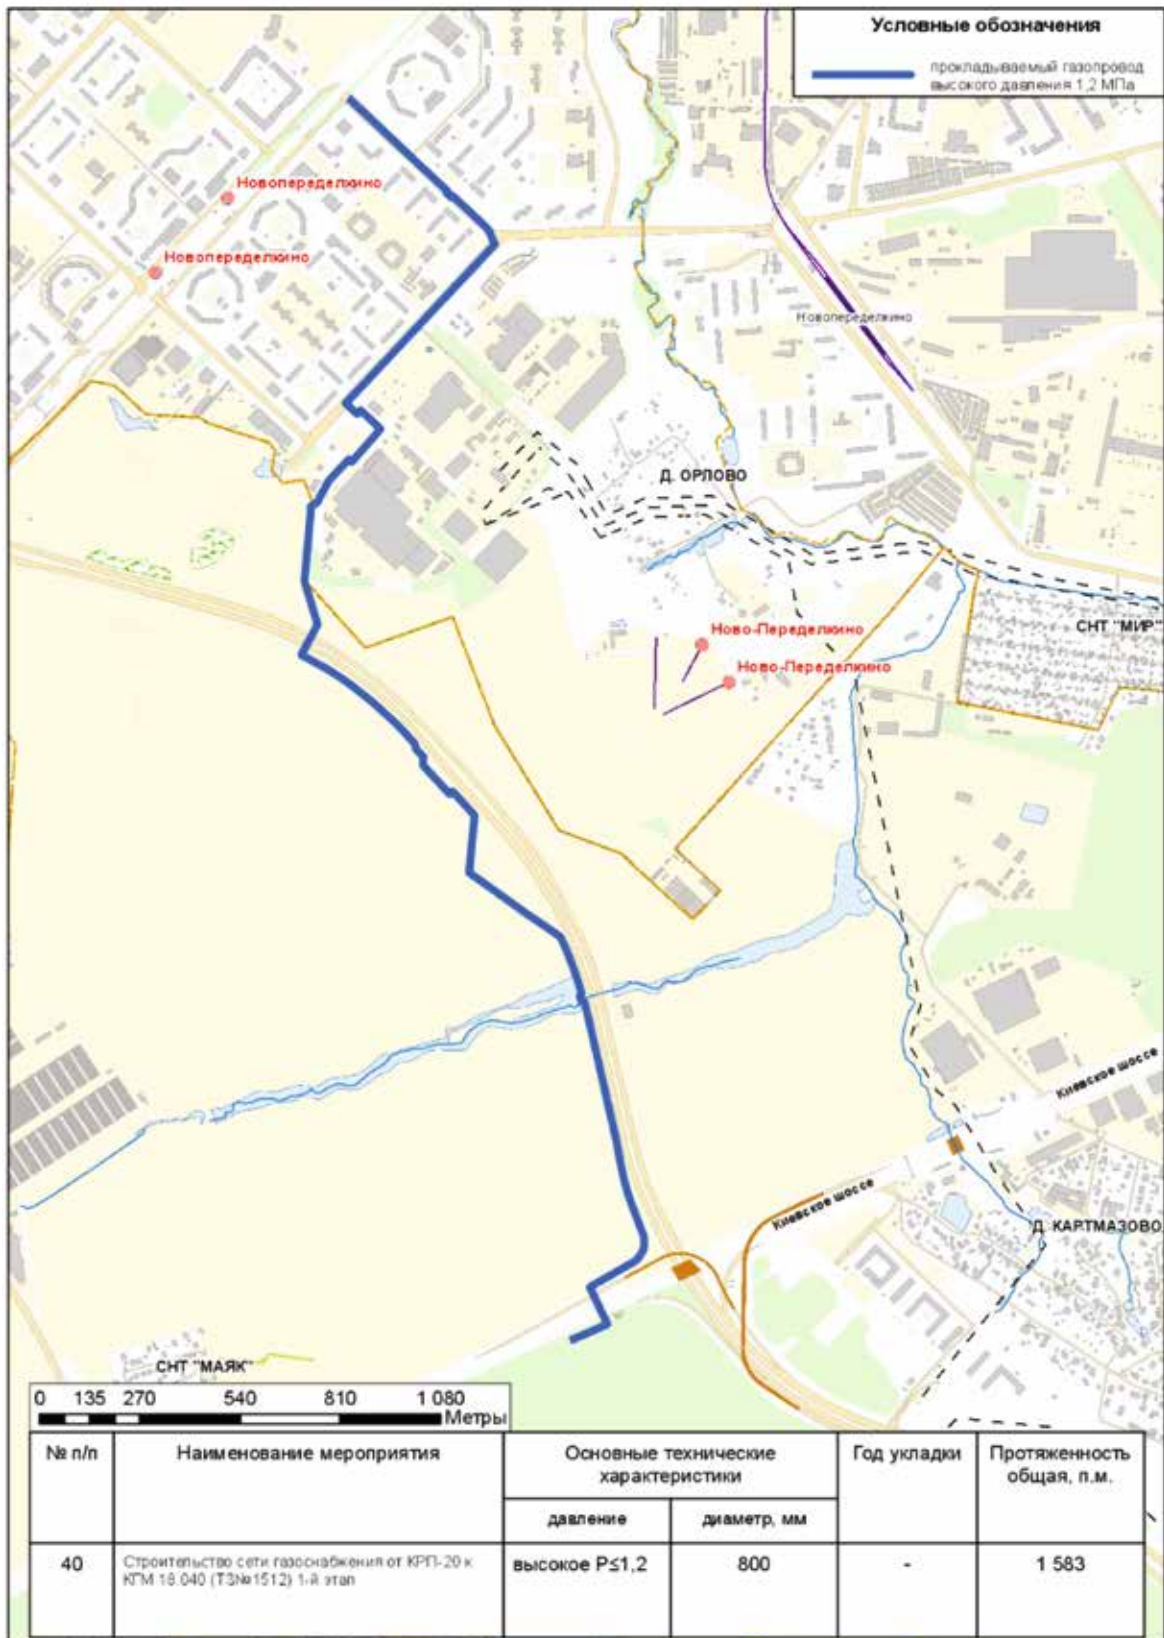 Условные обозначения
прокладываемый газопровод
высокого давления 1,2 МПа
Новопеределкино
Новопеределкино
Новопеределкино
Д. ОРЛОВО
СНТ "МИР"
Ново-Переделкино
Ново-Переделкино
Киевское шоссе
Киевское шоссе
Д. КАРТМАЗОВО
СНТ "МАЯК"
0 135 270 540 810 1 080
Метры
№ п/п
Наименование мероприятия
Основные технические
характеристики
Год укладки
Протяженность
общая, п.м.
давление
диаметр, мм
40
Строительство сети газоснабжения от КРП-20 к
КГМ 18.040 (ТЗ№1512) 1-й этап
высокое Р≤1,2
800
-
1 583